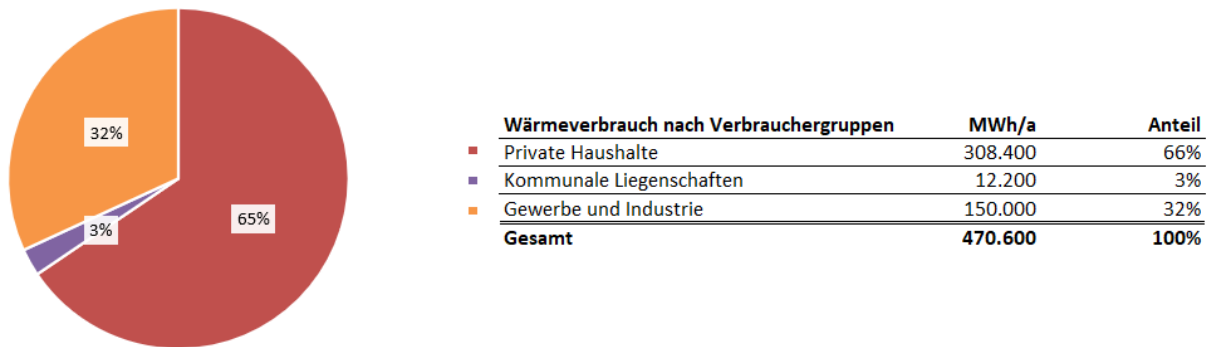 32%
3%
65%
Wärmeverbrauch nach Verbrauchergruppen MWh/a Anteil
Private Haushalte 308.400 66%
Kommunale Liegenschaften 12.200 3%
Gewerbe und Industrie 150.000 32%
Gesamt 470.600 100%